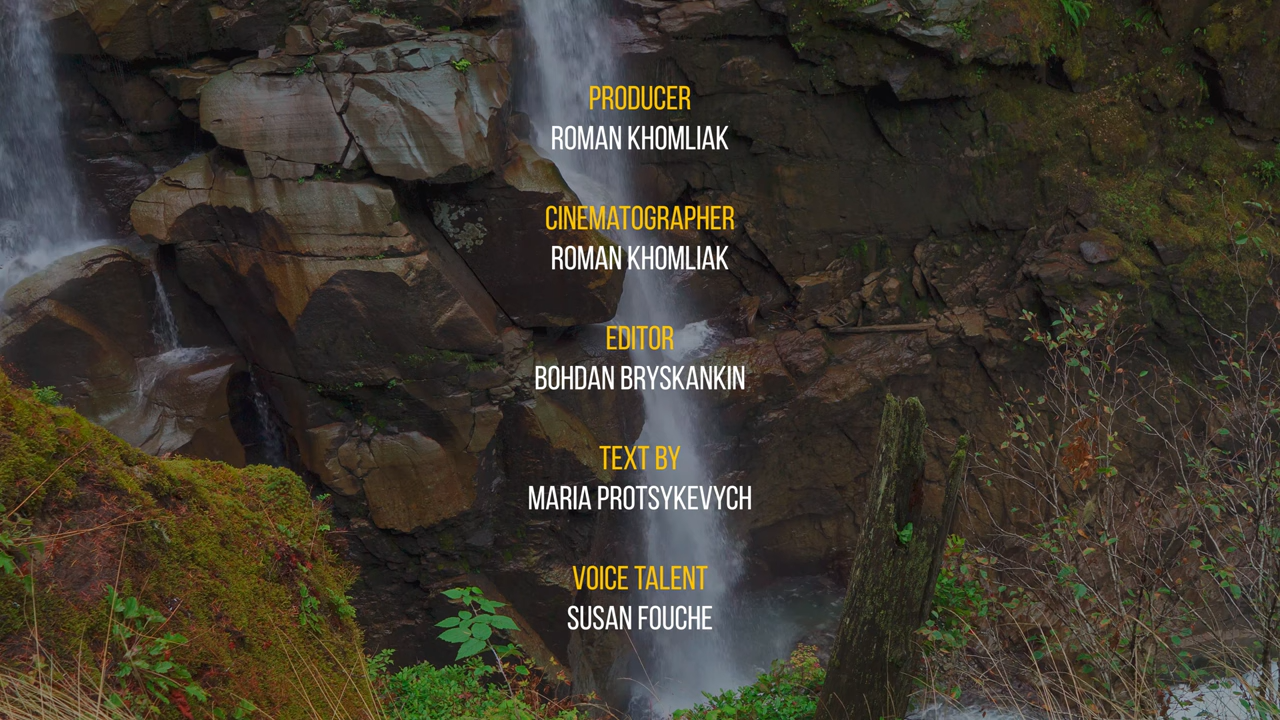 PRODUCER
ROMAN KHOMLIAK
CINEMATOGRAPHER
ROMAN KHOMLIAK
EDITOR
BOHDAN BRYSKANKIN
TEXT BY
MARIA PROTSYKEVYCH
VOICE TALENT
SUSAN FOUCHE